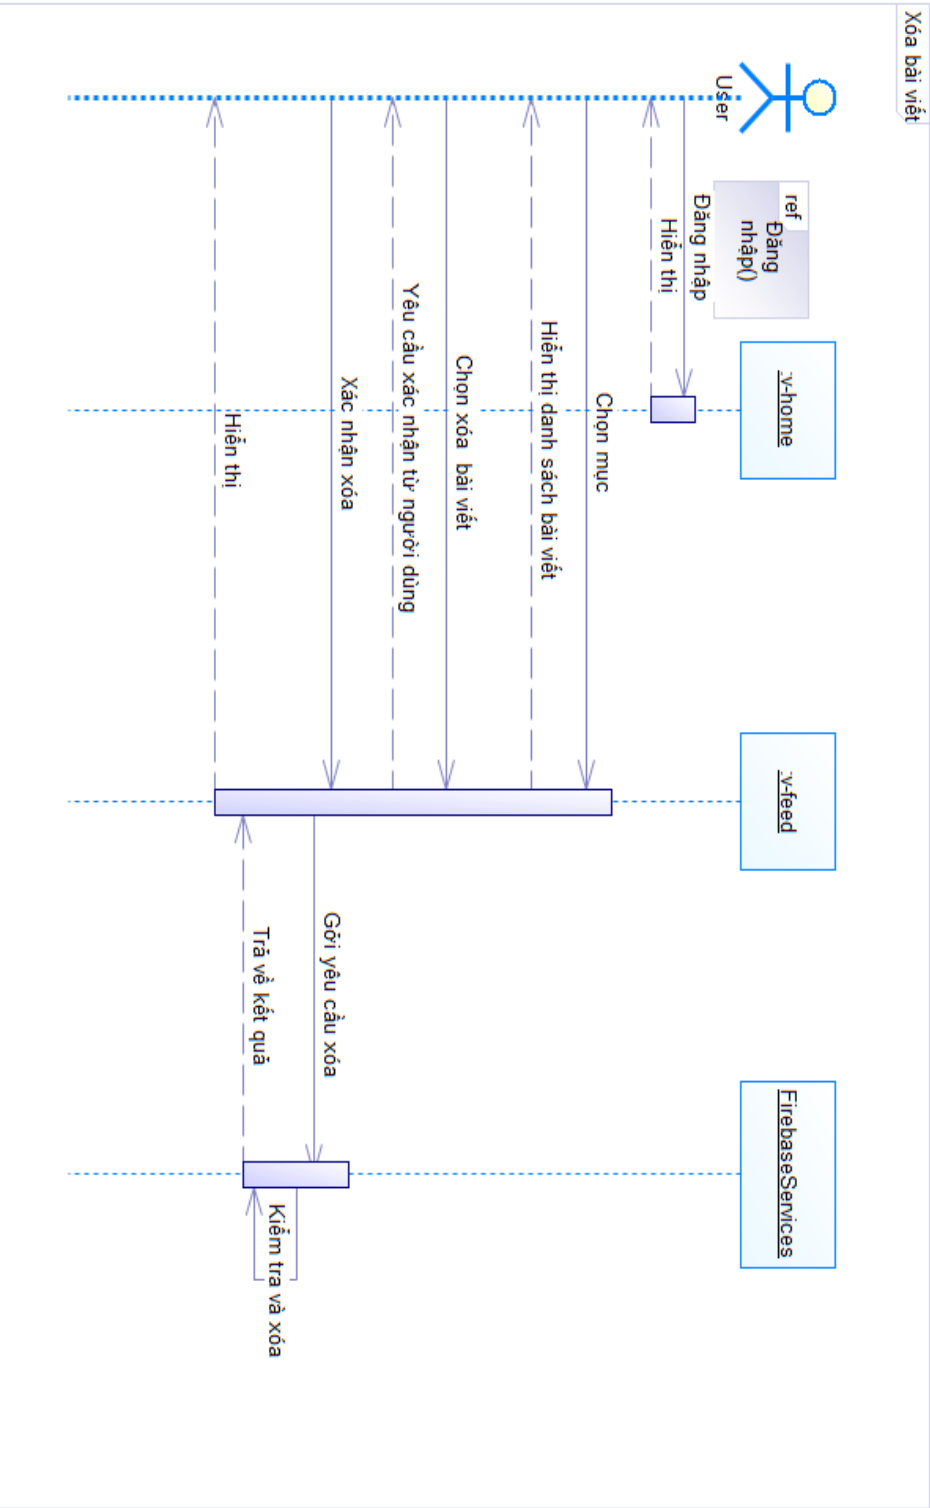 Xóa bài viết
User
:v-home
:v-feed
FirebaseServices
ref
Đăng
nhập()
Đăng nhập
Hiển thị
Chọn mục
Hiển thị danh sách bài viết
Chọn xóa bài viết
Yêu cầu xác nhận từ người dùng
Xác nhận xóa
Gởi yêu cầu xóa
Kiểm tra và xóa
Trả về kết quả
Hiển thị